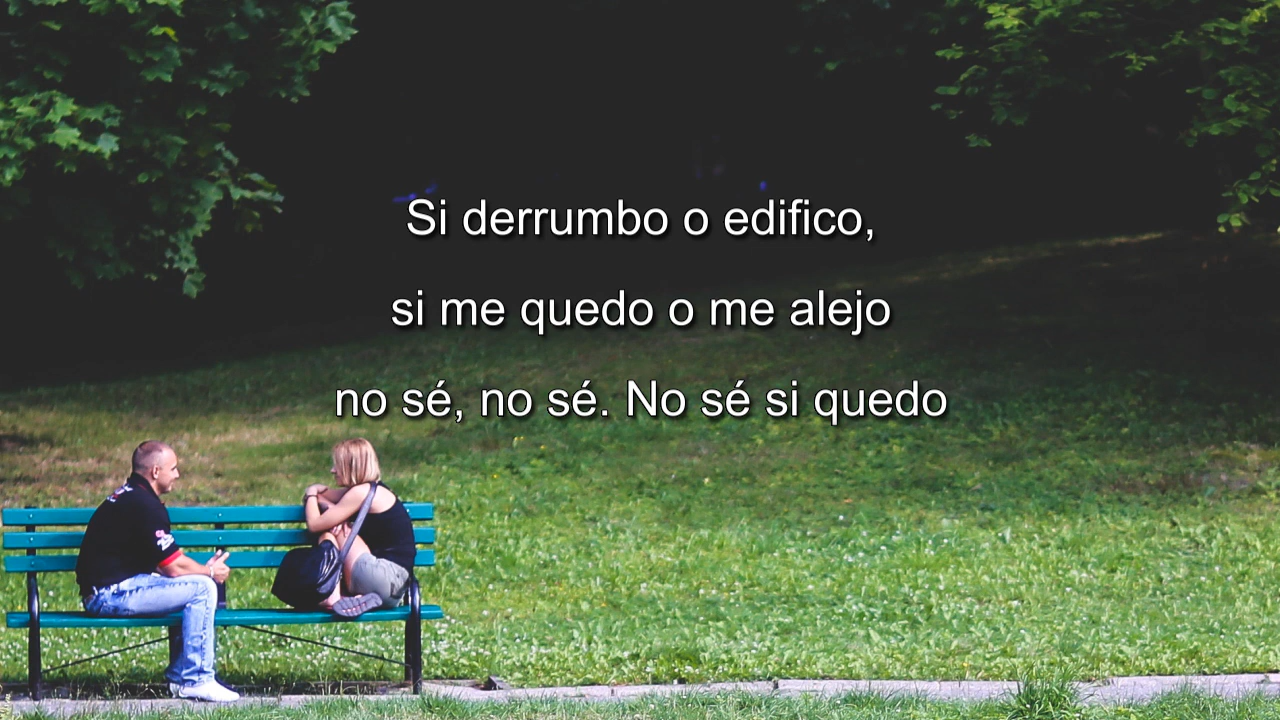 Si derrumbo o edifico,
si me quedo o me alejo
no sé, no sé. No sé si quedo